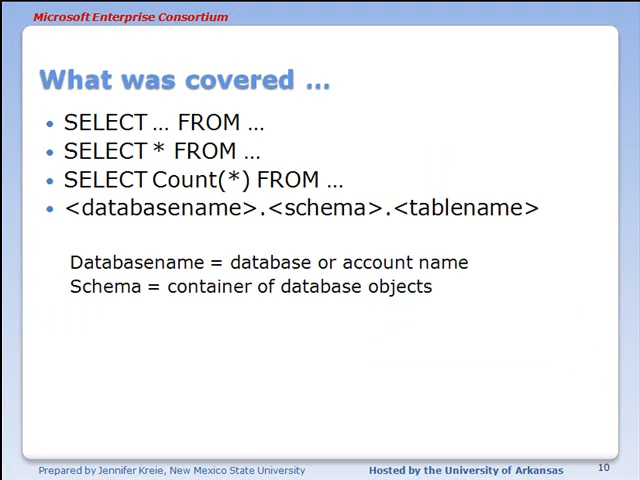 Microsoft Enterprise Consortium
What was covered …
• SELECT … FROM …
• SELECT * FROM …
• SELECT Count(*) FROM …
• <databasename>.<schema>.<tablename>
Databasename = database or account name
Schema = container of database objects
Prepared by Jennifer Kreie, New Mexico State University
Hosted by the University of Arkansas
10